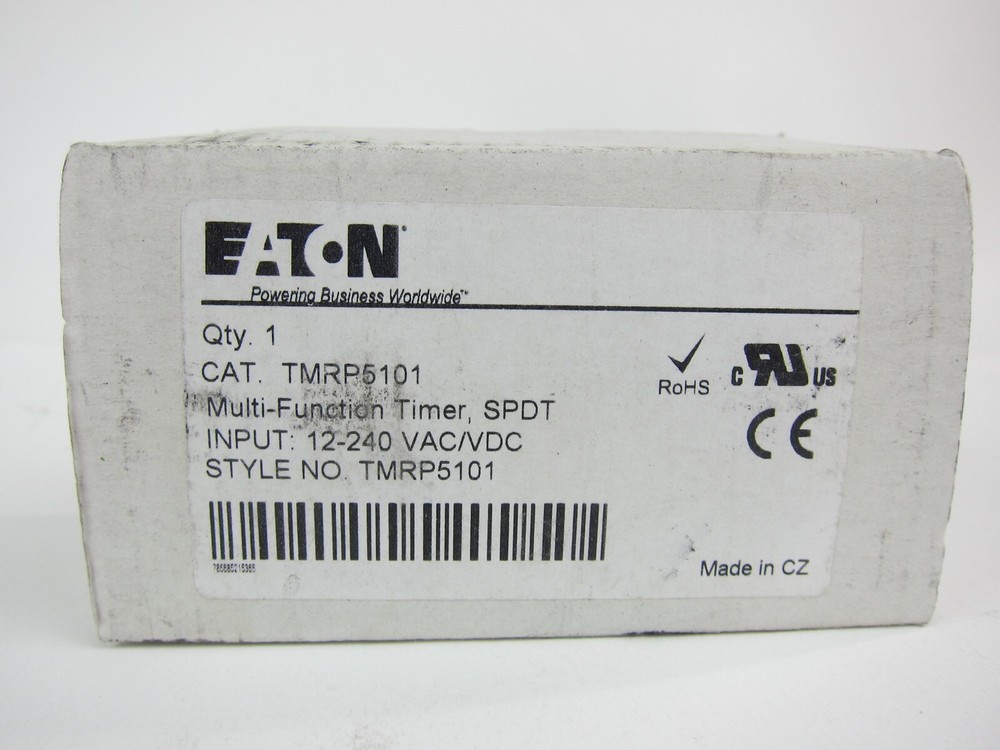 EATON
Powering Business Worldwide™
Qty. 1
CAT. TMRP5101
Multi-Function Timer, SPDT
INPUT: 12-240 VAC/VDC
STYLE NO. TMRP5101
RoHS
C RU US
CE
Made in CZ